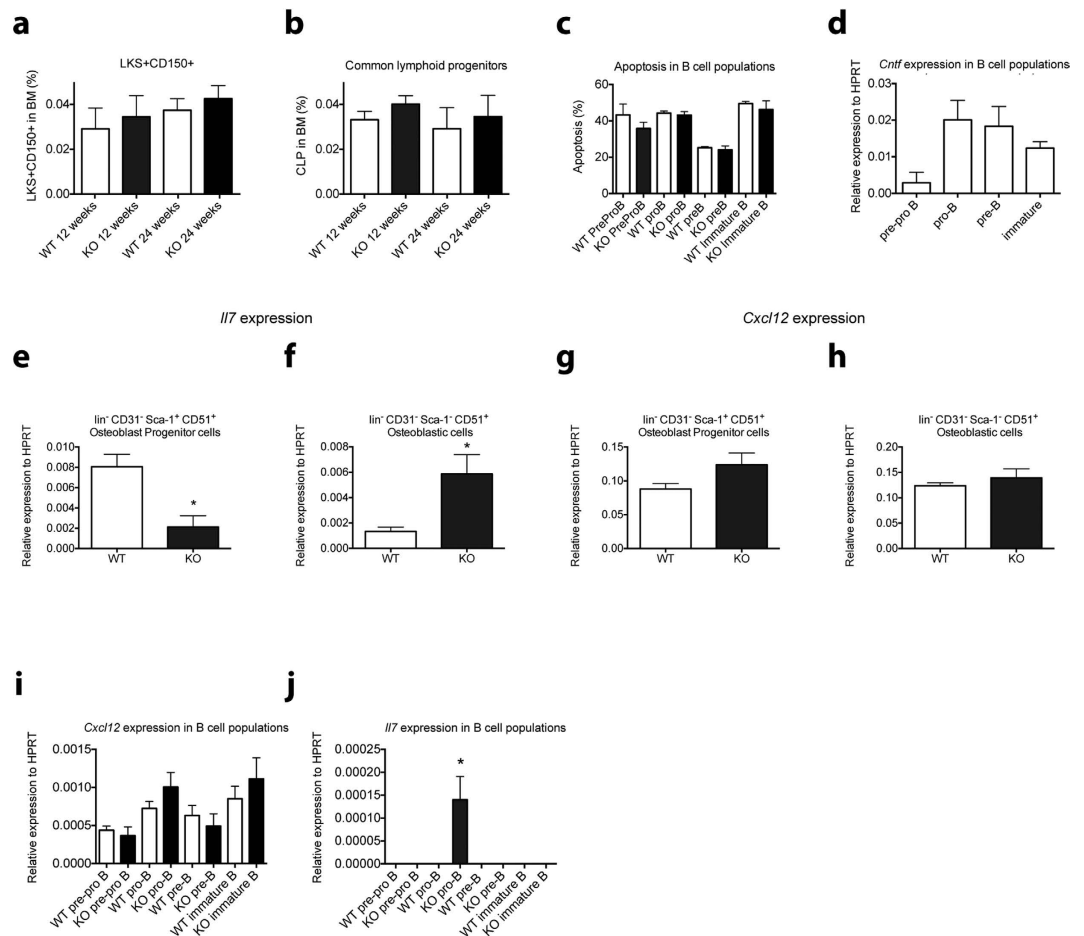 a
LKS+CD150+
LKS+CD150+ in BM (%)
0.04
0.02
0.00
WT 12 weeks
KO 12 weeks
WT 24 weeks
KO 24 weeks
b
Common lymphoid progenitors
CLP in BM (%)
0.04
0.02
0.00
WT 12 weeks
KO 12 weeks
WT 24 weeks
KO 24 weeks
c
Apoptosis in B cell populations
Apoptosis (%)
60
40
20
0
WT PreProB
KO PreProB
WT proB
KO proB
WT preB
KO preB
WT Immature B
KO Immature B
d
Cntf expression in B cell populations
Relative expression to HPRT
0.03
0.02
0.01
0.00
pre-pro B
pro-B
pre-B
immature
Il7 expression
Cxcl12 expression
e
lin- CD31- Sca-1+ CD51+
Osteoblast Progenitor cells
Relative expression to HPRT
0.010
0.008
0.006
0.004
0.002
0.000
*
WT
KO
f
lin- CD31- Sca-1- CD51+
Osteoblastic cells
Relative expression to HPRT
0.008
0.006
0.004
0.002
0.000
*
WT
KO
g
lin- CD31- Sca-1+ CD51+
Osteoblast Progenitor cells
Relative expression to HPRT
0.15
0.10
0.05
0.00
WT
KO
h
lin- CD31- Sca-1- CD51+
Osteoblastic cells
Relative expression to HPRT
0.20
0.15
0.10
0.05
0.00
WT
KO
i
Cxcl12 expression in B cell populations
Relative expression to HPRT
0.0015
0.0010
0.0005
0.0000
WT pre-pro B
KO pre-pro B
WT pro-B
KO pro-B
WT pre-B
KO pre-B
WT immature B
KO immature B
j
Il7 expression in B cell populations
Relative expression to HPRT
0.00025
0.00020
0.00015
0.00010
0.00005
0.00000
*
WT pre-pro B
KO pre-pro B
WT pro-B
KO pro-B
WT pre-B
KO pre-B
WT immature B
KO immature B